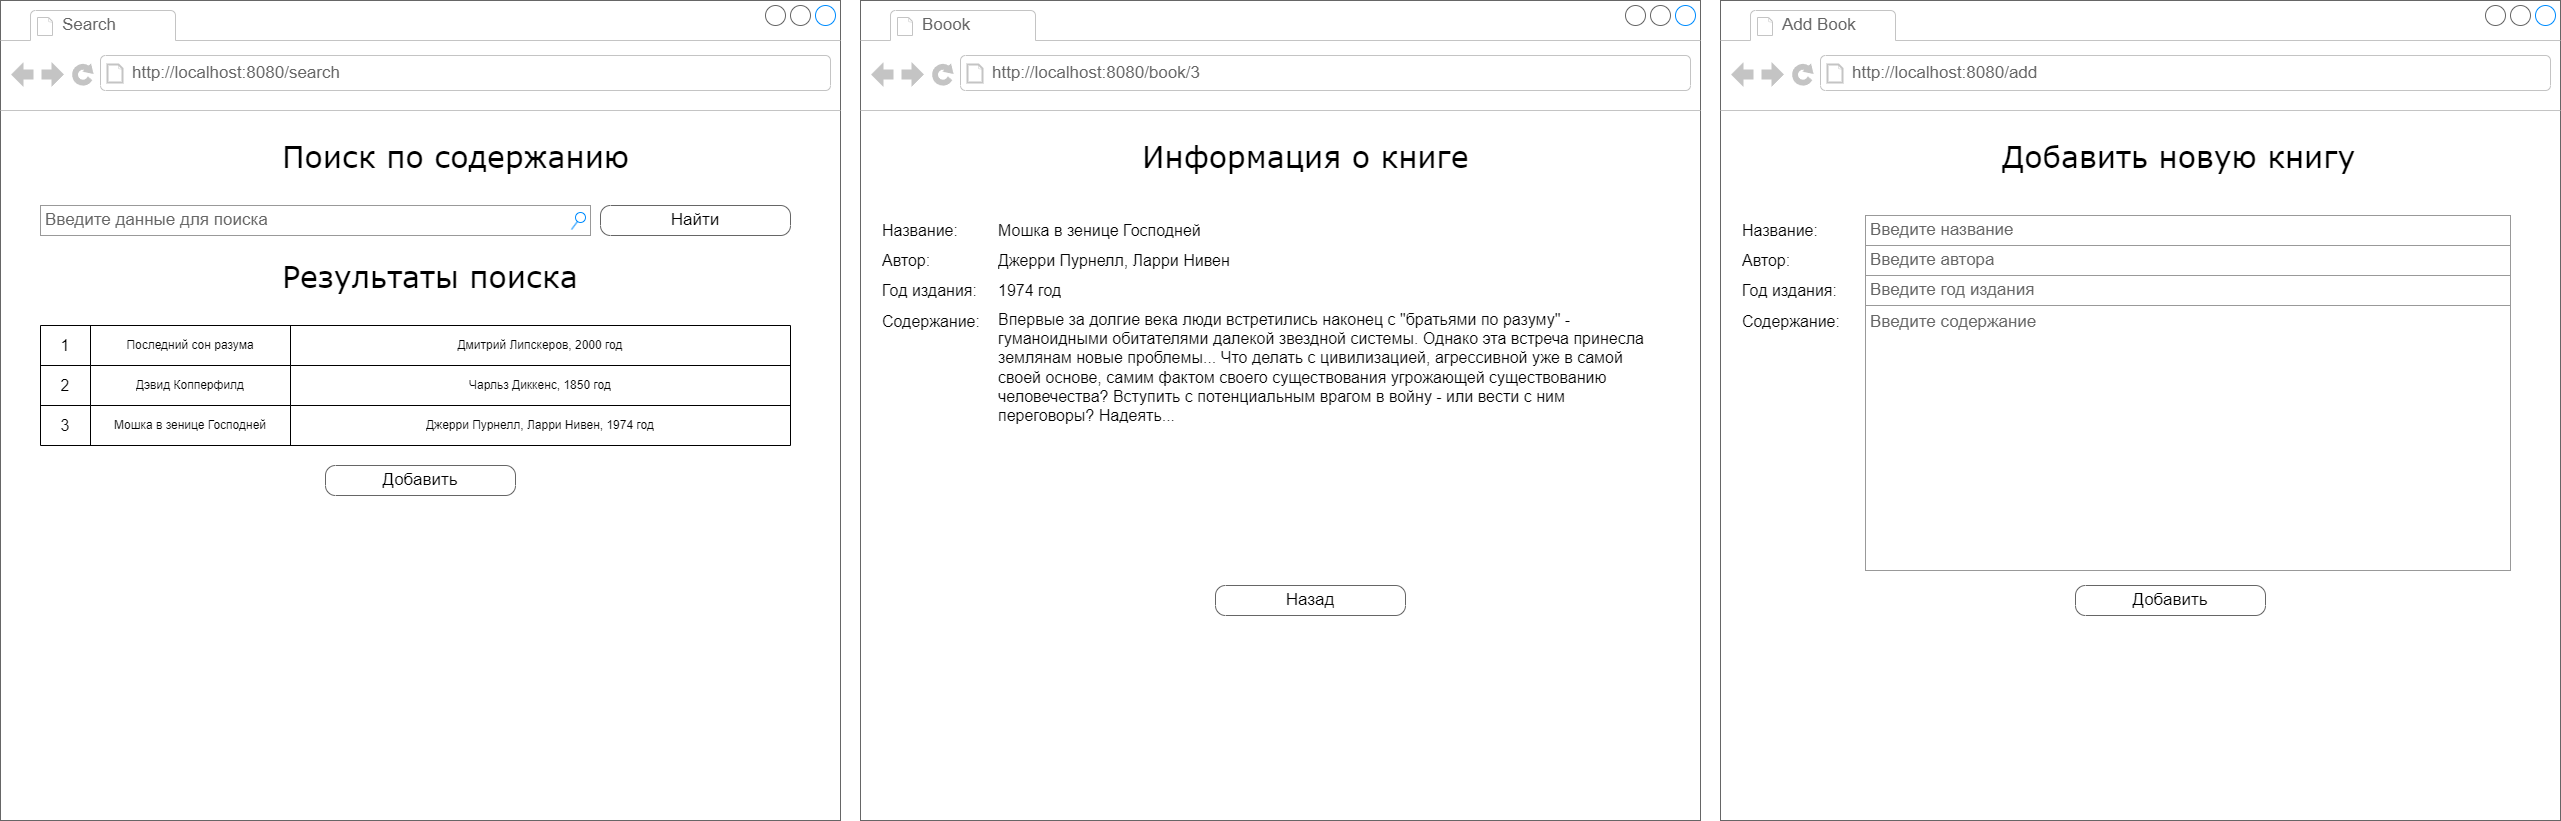 Search
http://localhost:8080/search
Поиск по содержанию
Введите данные для поиска
Найти
Результаты поиска
1 Последний сон разума Дмитрий Липскеров, 2000 год
2 Дэвид Копперфилд Чарльз Диккенс, 1850 год
3 Мошка в зенице Господней Джерри Пурнелл, Ларри Нивен, 1974 год
Добавить
Boook
http://localhost:8080/book/3
Информация о книге
Название: Мошка в зенице Господней
Автор: Джерри Пурнелл, Ларри Нивен
Год издания: 1974 год
Содержание: Впервые за долгие века люди встретились наконец с "братьями по разуму" -
гуманоидными обитателями далекой звездной системы. Однако эта встреча принесла
землянам новые проблемы... Что делать с цивилизацией, агрессивной уже в самой
своей основе, самим фактом своего существования угрожающей существованию
человечества? Вступить с потенциальным врагом в войну - или вести с ним
переговоры? Надеять...
Назад
Add Book
http://localhost:8080/add
Добавить новую книгу
Название: Введите название
Автор: Введите автора
Год издания: Введите год издания
Содержание: Введите содержание
Добавить